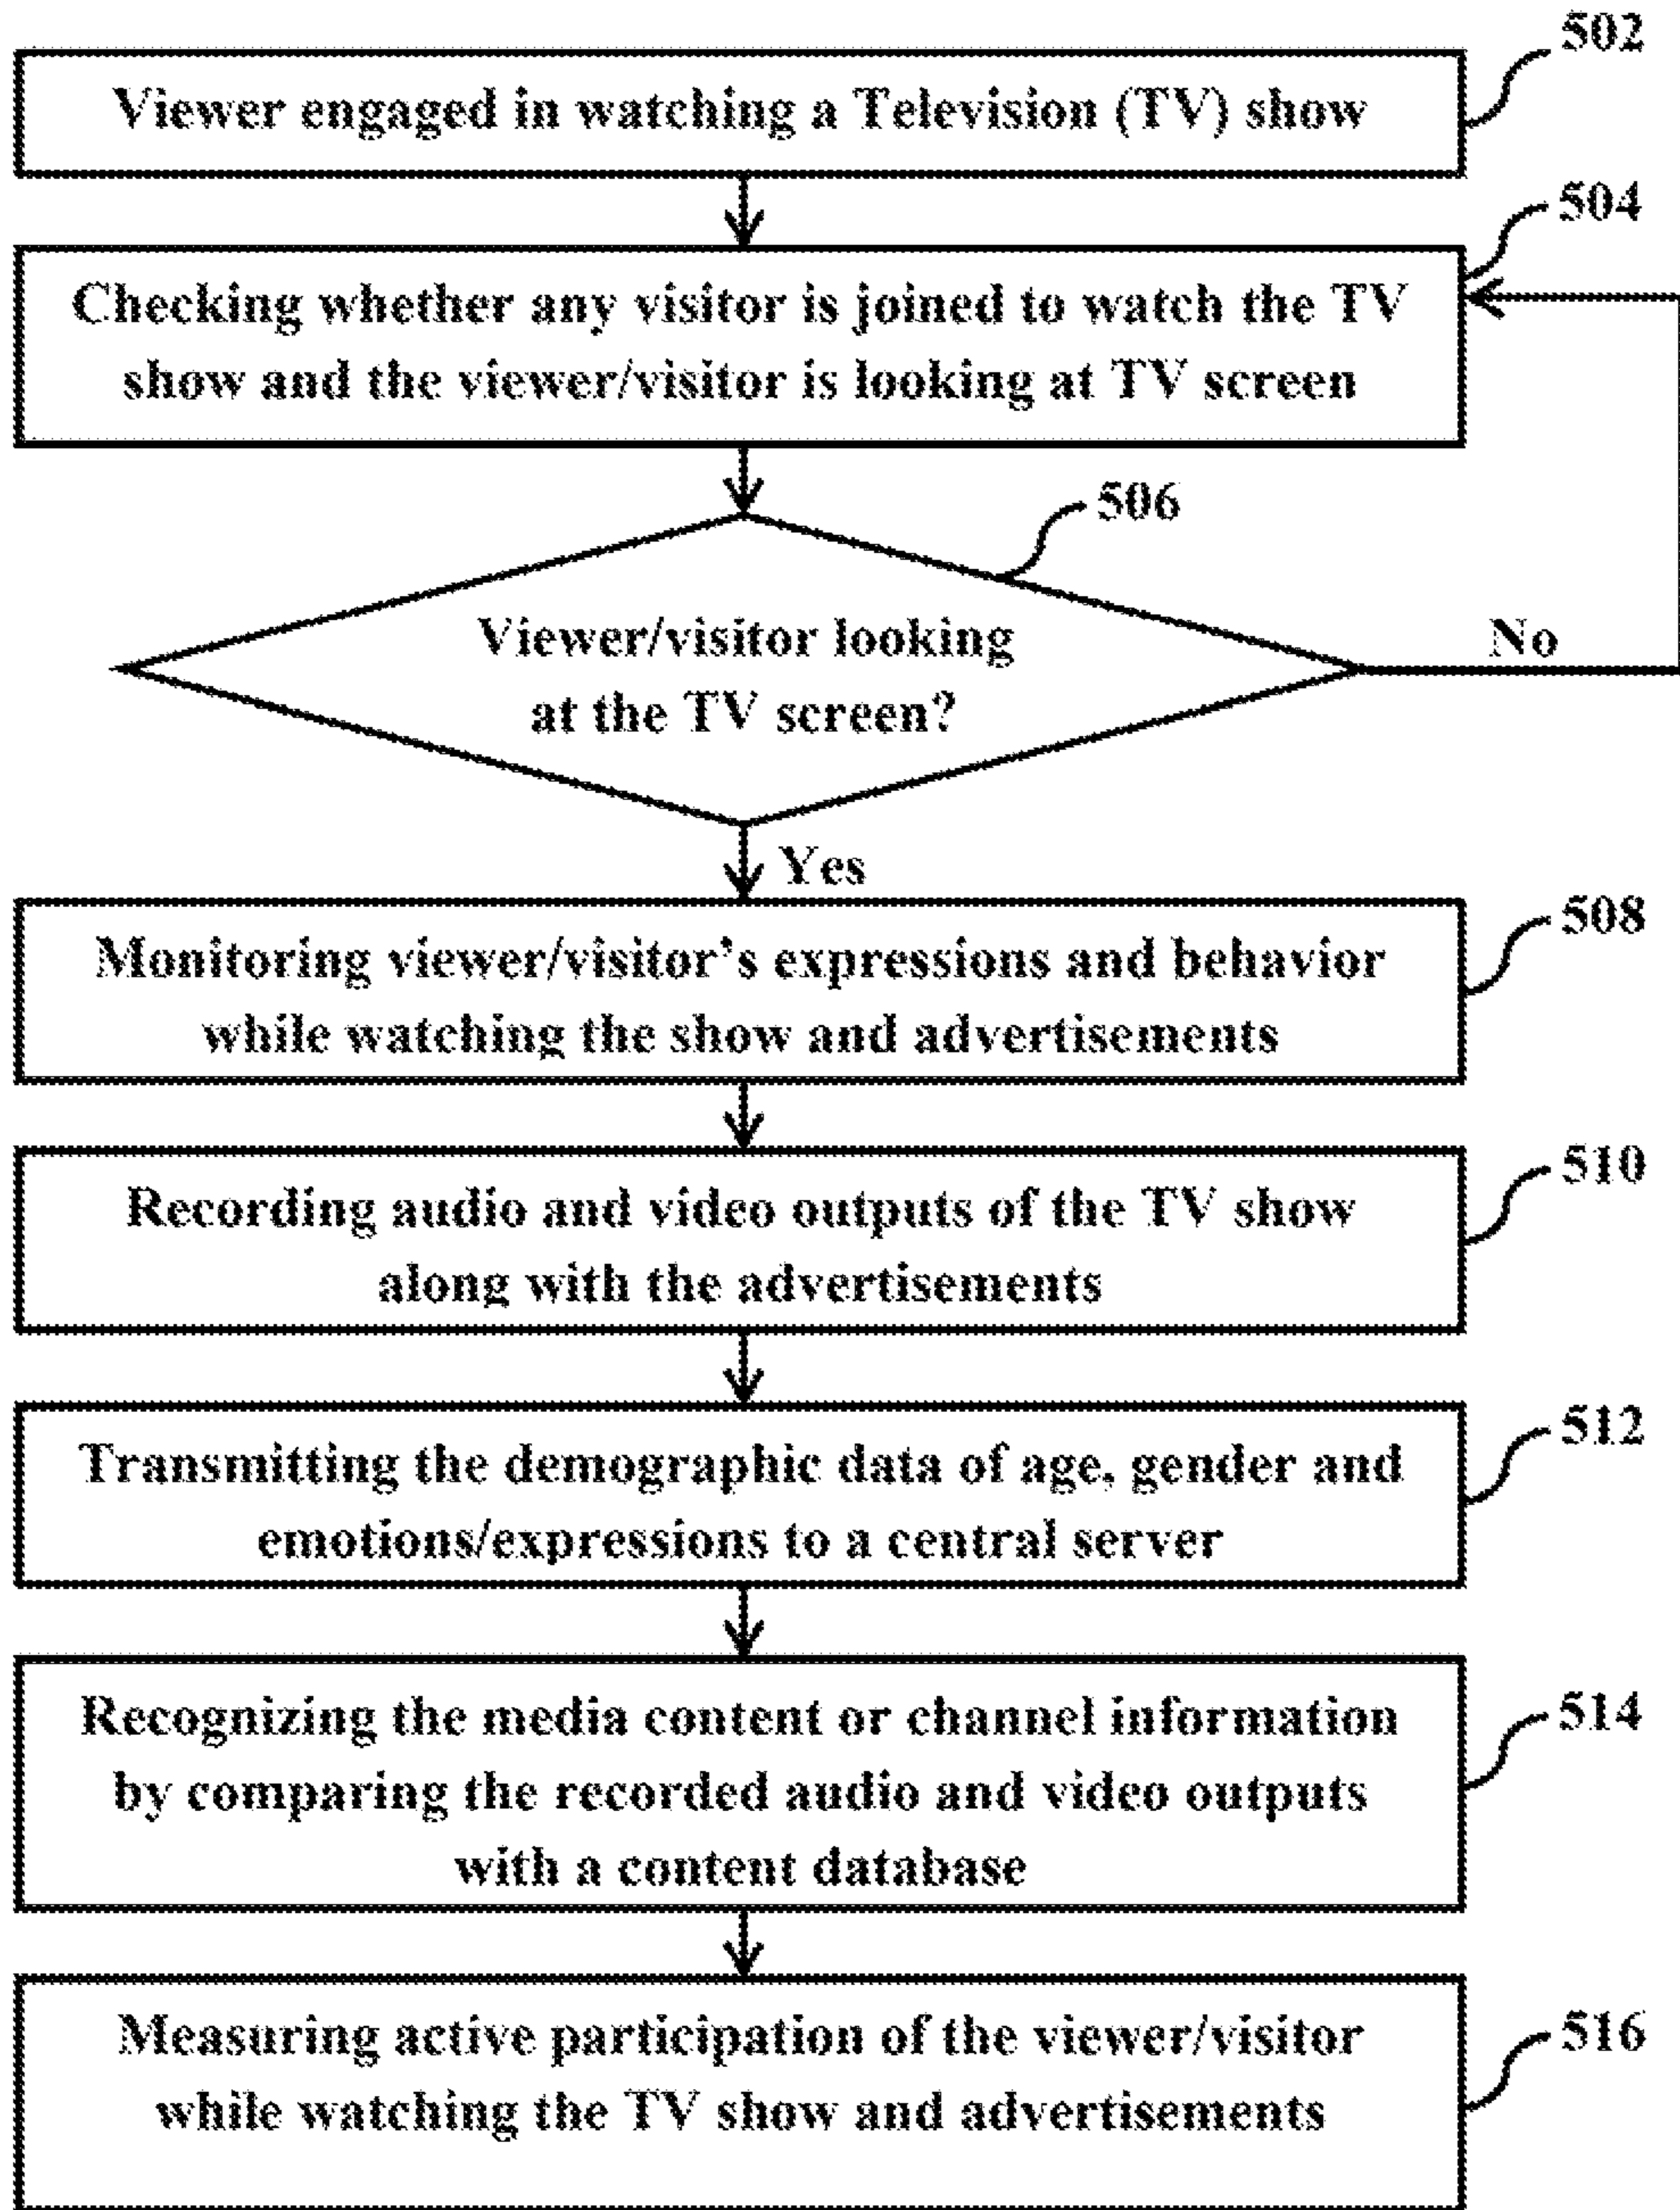 502
Viewer engaged in watching a Television (TV) show
504
Checking whether any visitor is joined to watch the TV
show and the viewer/visitor is looking at TV screen
506
Viewer/visitor looking
at the TV screen?
No
Yes
508
Monitoring viewer/visitor's expressions and behavior
while watching the show and advertisements
510
Recording audio and video outputs of the TV show
along with the advertisements
512
Transmitting the demographic data of age, gender and
emotions/expressions to a central server
514
Recognizing the media content or channel information
by comparing the recorded audio and video outputs
with a content database
516
Measuring active participation of the viewer/visitor
while watching the TV show and advertisements